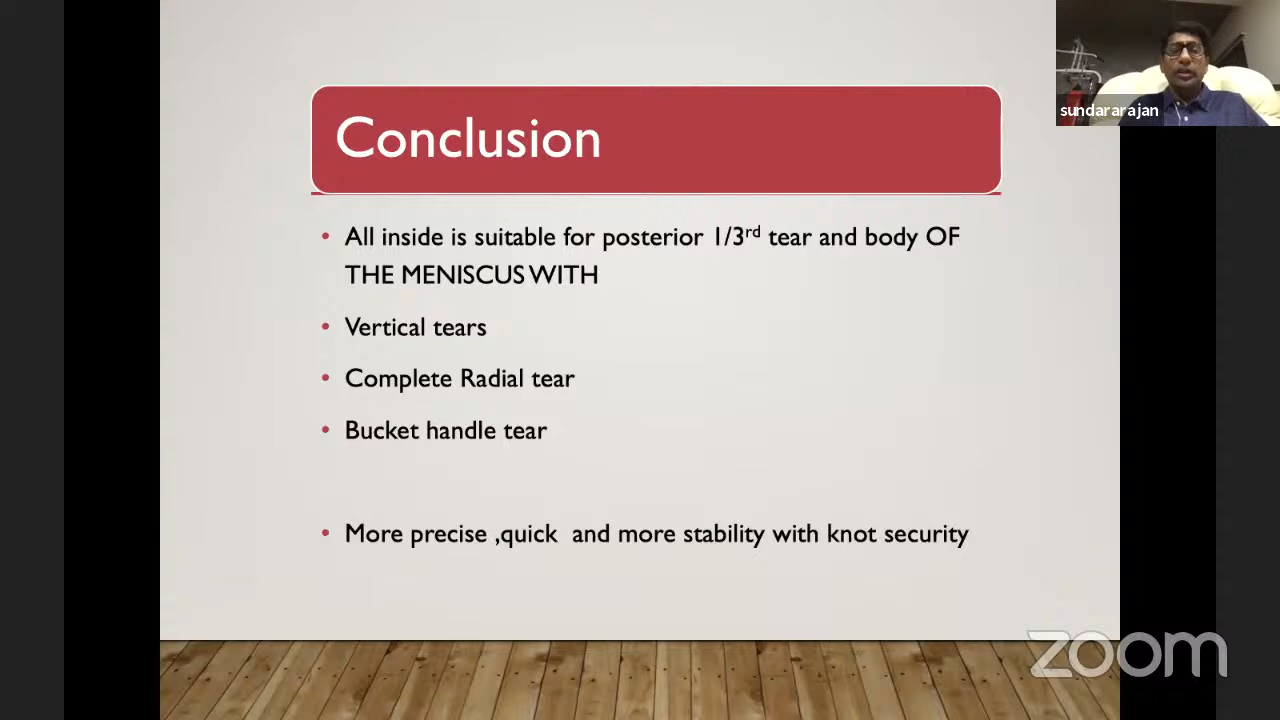 Conclusion
• All inside is suitable for posterior 1/3rd tear and body OF
THE MENISCUS WITH
• Vertical tears
• Complete Radial tear
• Bucket handle tear
• More precise ,quick  and more stability with knot security
sundararajan
zoom